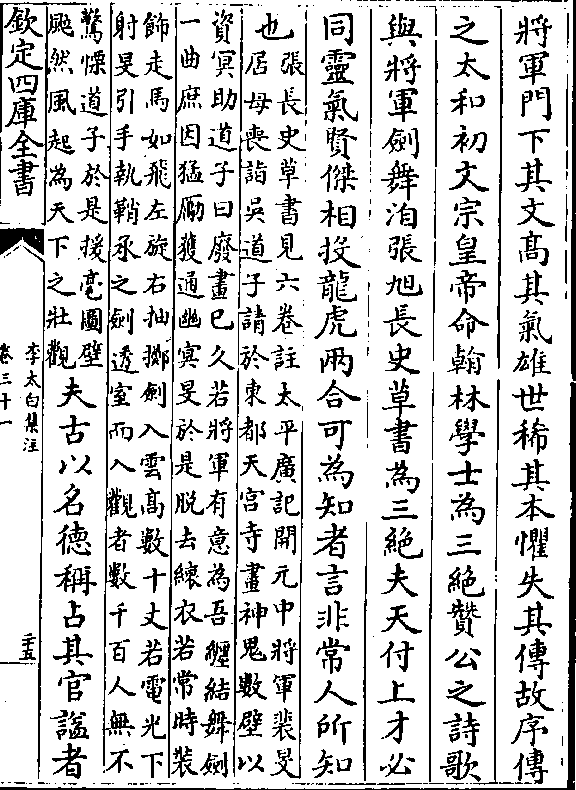 將軍門下其文髙其氣雄世稀其本懼失其傳故序傳
之太和初文宗皇帝命翰林學士為三絶贊公之詩歌
與將軍劍舞洎張旭長史草書為三絶夫天付上才必
同靈氣賢傑相投龍虎兩合可為知者言非常人所知
也張長史草書見六卷註太平廣記開元中將軍裴旻
居母喪詣吳道子請於東都天宮寺畫神鬼數壁以
資冥助道子曰廢畫已久若將軍有意為吾纏結舞劍
一曲庶因猛厲獲通幽冥旻於是脱去縗衣若常時裝
飾走馬如飛左旋右抽擲劍入雲髙數十丈若電光下
射旻引手執鞘承之劍透室而入觀者數千百人無不
驚慄道子於是援毫圖壁
颯然風起為天下之壯觀夫古以名德稱占其官諡者
欽定四庫全書
李太白集注
卷三十一
二十五